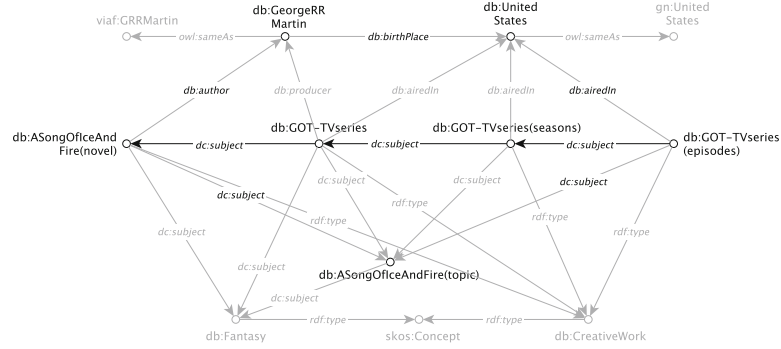 viaf:GRRMartin
db:GeorgeRR
Martin
db:United
States
gn:United
States
owl:sameAs
db:birthPlace
owl:sameAs
db:author
db:producer
db:airedIn
db:airedIn
db:airedIn
db:ASongOfIceAnd
Fire(novel)
db:GOT-TVseries
db:GOT-TVseries(seasons)
db:GOT-TVseries
(episodes)
dc:subject
dc:subject
dc:subject
dc:subject
dc:subject
dc:subject
dc:subject
rdf:type
rdf:type
rdf:type
rdf:type
dc:subject
dc:subject
db:ASongOfIceAndFire(topic)
dc:subject
rdf:type
rdf:type
db:Fantasy
skos:Concept
db:CreativeWork